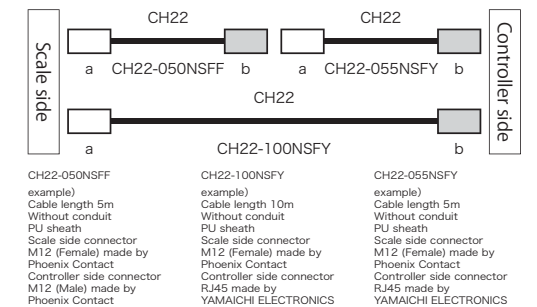 CH22 CH22
Scale side
Controller side
a CH22-050NSFF b a CH22-055NSFY b
CH22
a CH22-100NSFY b
CH22-050NSFF
example)
Cable length 5m
Without conduit
PU sheath
Scale side connector
M12 (Female) made by
Phoenix Contact
Controller side connector
M12 (Male) made by
Phoenix Contact
CH22-100NSFY
example)
Cable length 10m
Without conduit
PU sheath
Scale side connector
M12 (Female) made by
Phoenix Contact
Controller side connector
RJ45 made by
YAMAICHI ELECTRONICS
CH22-055NSFY
example)
Cable length 5m
Without conduit
PU sheath
Scale side connector
M12 (Female) made by
Phoenix Contact
Controller side connector
RJ45 made by
YAMAICHI ELECTRONICS